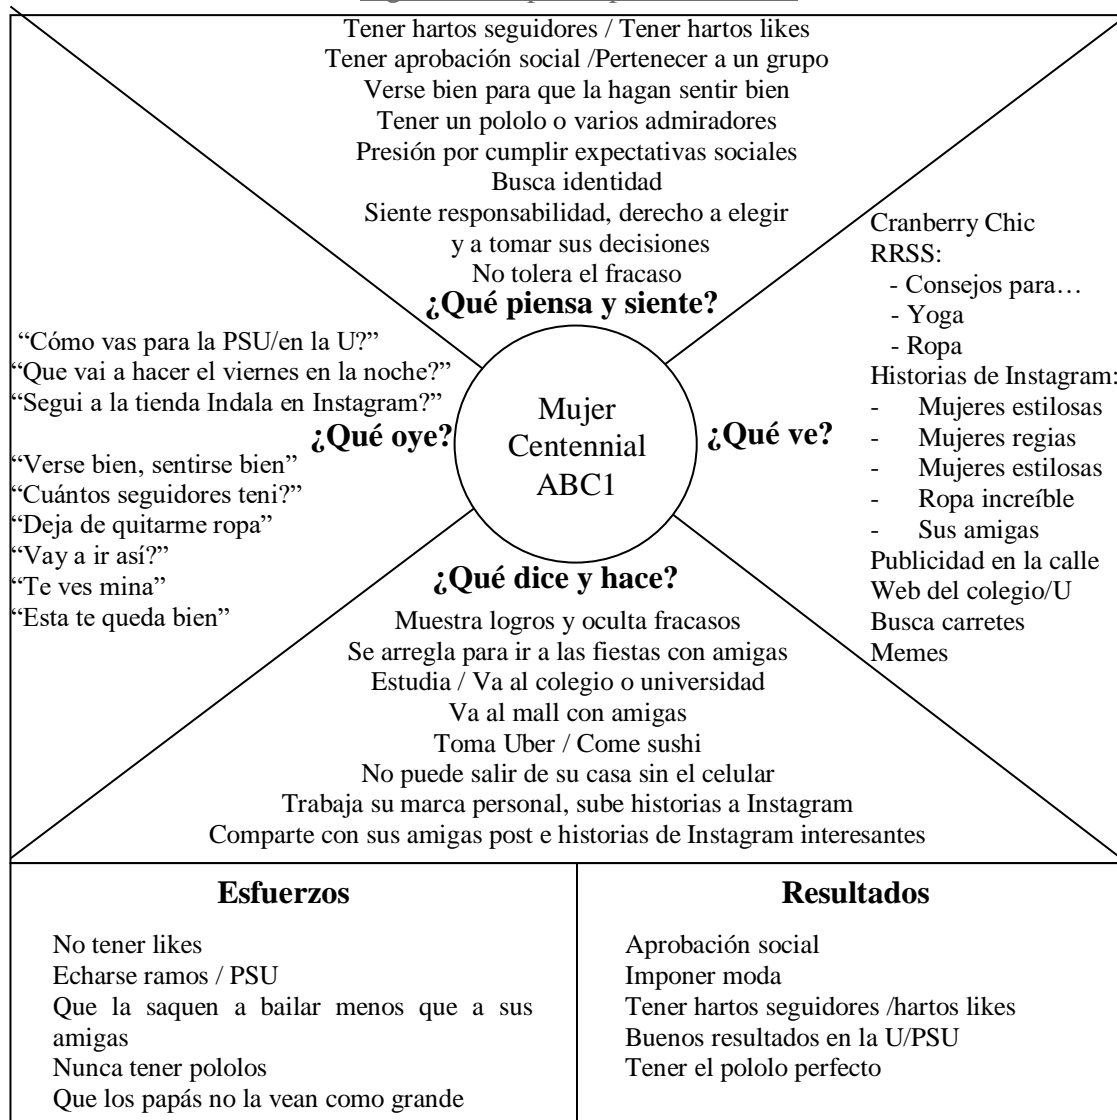 Tener hartos seguidores / Tener hartos likes
Tener aprobación social /Pertenecer a un grupo
Verse bien para que la hagan sentir bien
Tener un pololo o varios admiradores
Presión por cumplir expectativas sociales
Busca identidad
Siente responsabilidad, derecho a elegir
y a tomar sus decisiones
No tolera el fracaso
¿Qué piensa y siente?
“Cómo vas para la PSU/en la U?”
“Que vai a hacer el viernes en la noche?”
“Segui a la tienda Indala en Instagram?”
¿Qué oye?
“Verse bien, sentirse bien”
“Cuántos seguidores teni?”
“Deja de quitarme ropa”
“Vay a ir así?”
“Te ves mina”
“Esta te queda bien”
Mujer
Centennial
ABC1
¿Qué ve?
Cranberry Chic
RRSS:
- Consejos para…
- Yoga
- Ropa
Historias de Instagram:
- Mujeres estilosas
- Mujeres regias
- Mujeres estilosas
- Ropa increíble
- Sus amigas
Publicidad en la calle
Web del colegio/U
Busca carretes
Memes
¿Qué dice y hace?
Muestra logros y oculta fracasos
Se arregla para ir a las fiestas con amigas
Estudia / Va al colegio o universidad
Va al mall con amigas
Toma Uber / Come sushi
No puede salir de su casa sin el celular
Trabaja su marca personal, sube historias a Instagram
Comparte con sus amigas post e historias de Instagram interesantes
Esfuerzos
No tener likes
Echarse ramos / PSU
Que la saquen a bailar menos que a sus
amigas
Nunca tener pololos
Que los papás no la vean como grande
Resultados
Aprobación social
Imponer moda
Tener hartos seguidores /hartos likes
Buenos resultados en la U/PSU
Tener el pololo perfecto